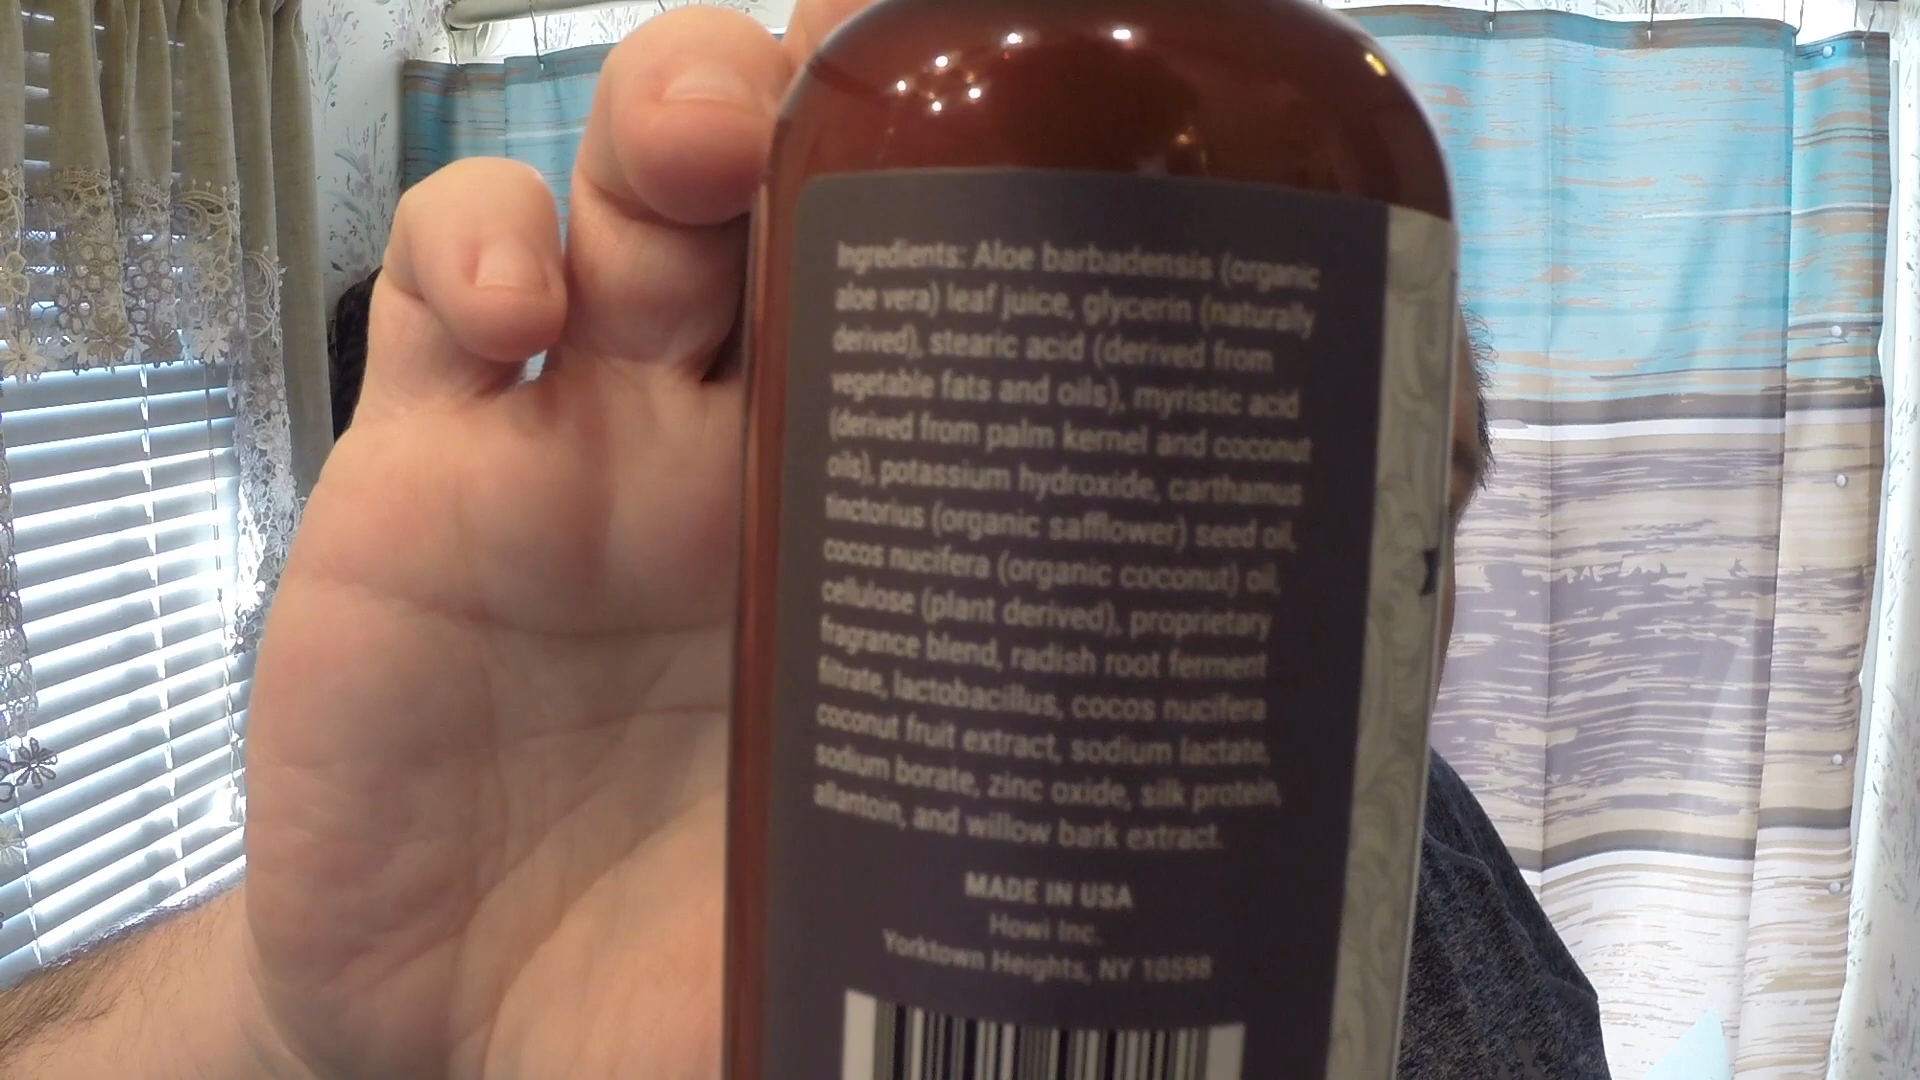 Ingredients: Aloe barbadensis (organic
aloe vera) leaf juice, glycerin (naturally
derived), stearic acid (derived from
vegetable fats and oils), myristic acid
(derived from palm kernel and coconut
oils), potassium hydroxide, carthamus
tinctorius (organic safflower) seed oil,
cocos nucifera (organic coconut) oil,
cellulose (plant derived), proprietary
fragrance blend, radish root ferment
filtrate, lactobacillus, cocos nucifera
coconut fruit extract, sodium lactate,
sodium borate, zinc oxide, silk protein,
allantoin, and willow bark extract.
MADE IN USA
Howi Inc.
Yorktown Heights, NY 10598